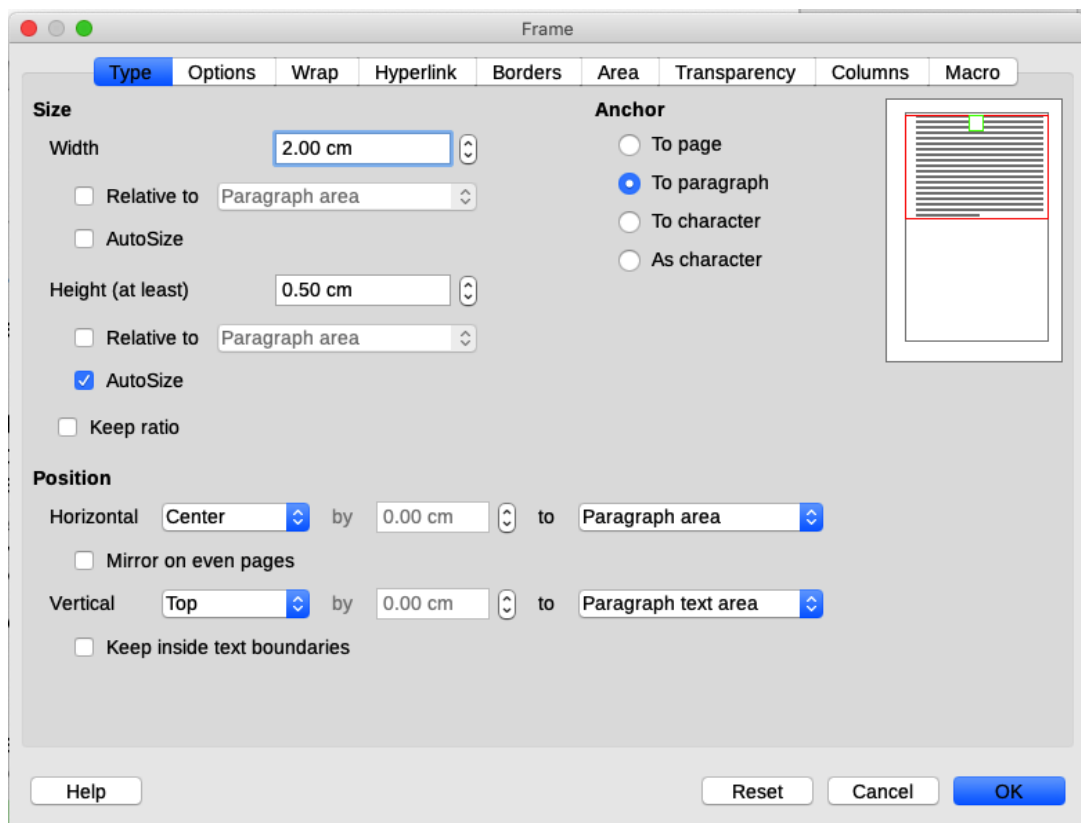 Frame
Type Options Wrap Hyperlink Borders Area Transparency Columns Macro
Size
Width 2.00 cm
Relative to Paragraph area
AutoSize
Height (at least) 0.50 cm
Relative to Paragraph area
AutoSize
Keep ratio
Anchor
To page
To paragraph
To character
As character
Position
Horizontal Center by 0.00 cm to Paragraph area
Mirror on even pages
Vertical Top by 0.00 cm to Paragraph text area
Keep inside text boundaries
Help Reset Cancel OK